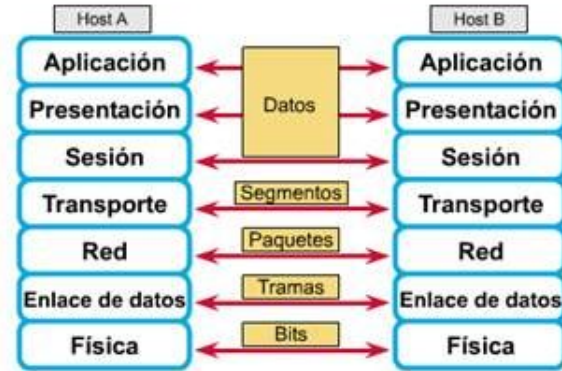 Host A Host B
Aplicación Aplicación
Presentación Datos Presentación
Sesión Sesión
Transporte Segmentos Transporte
Red Paquetes Red
Enlace de datos Tramas Enlace de datos
Física Bits Física